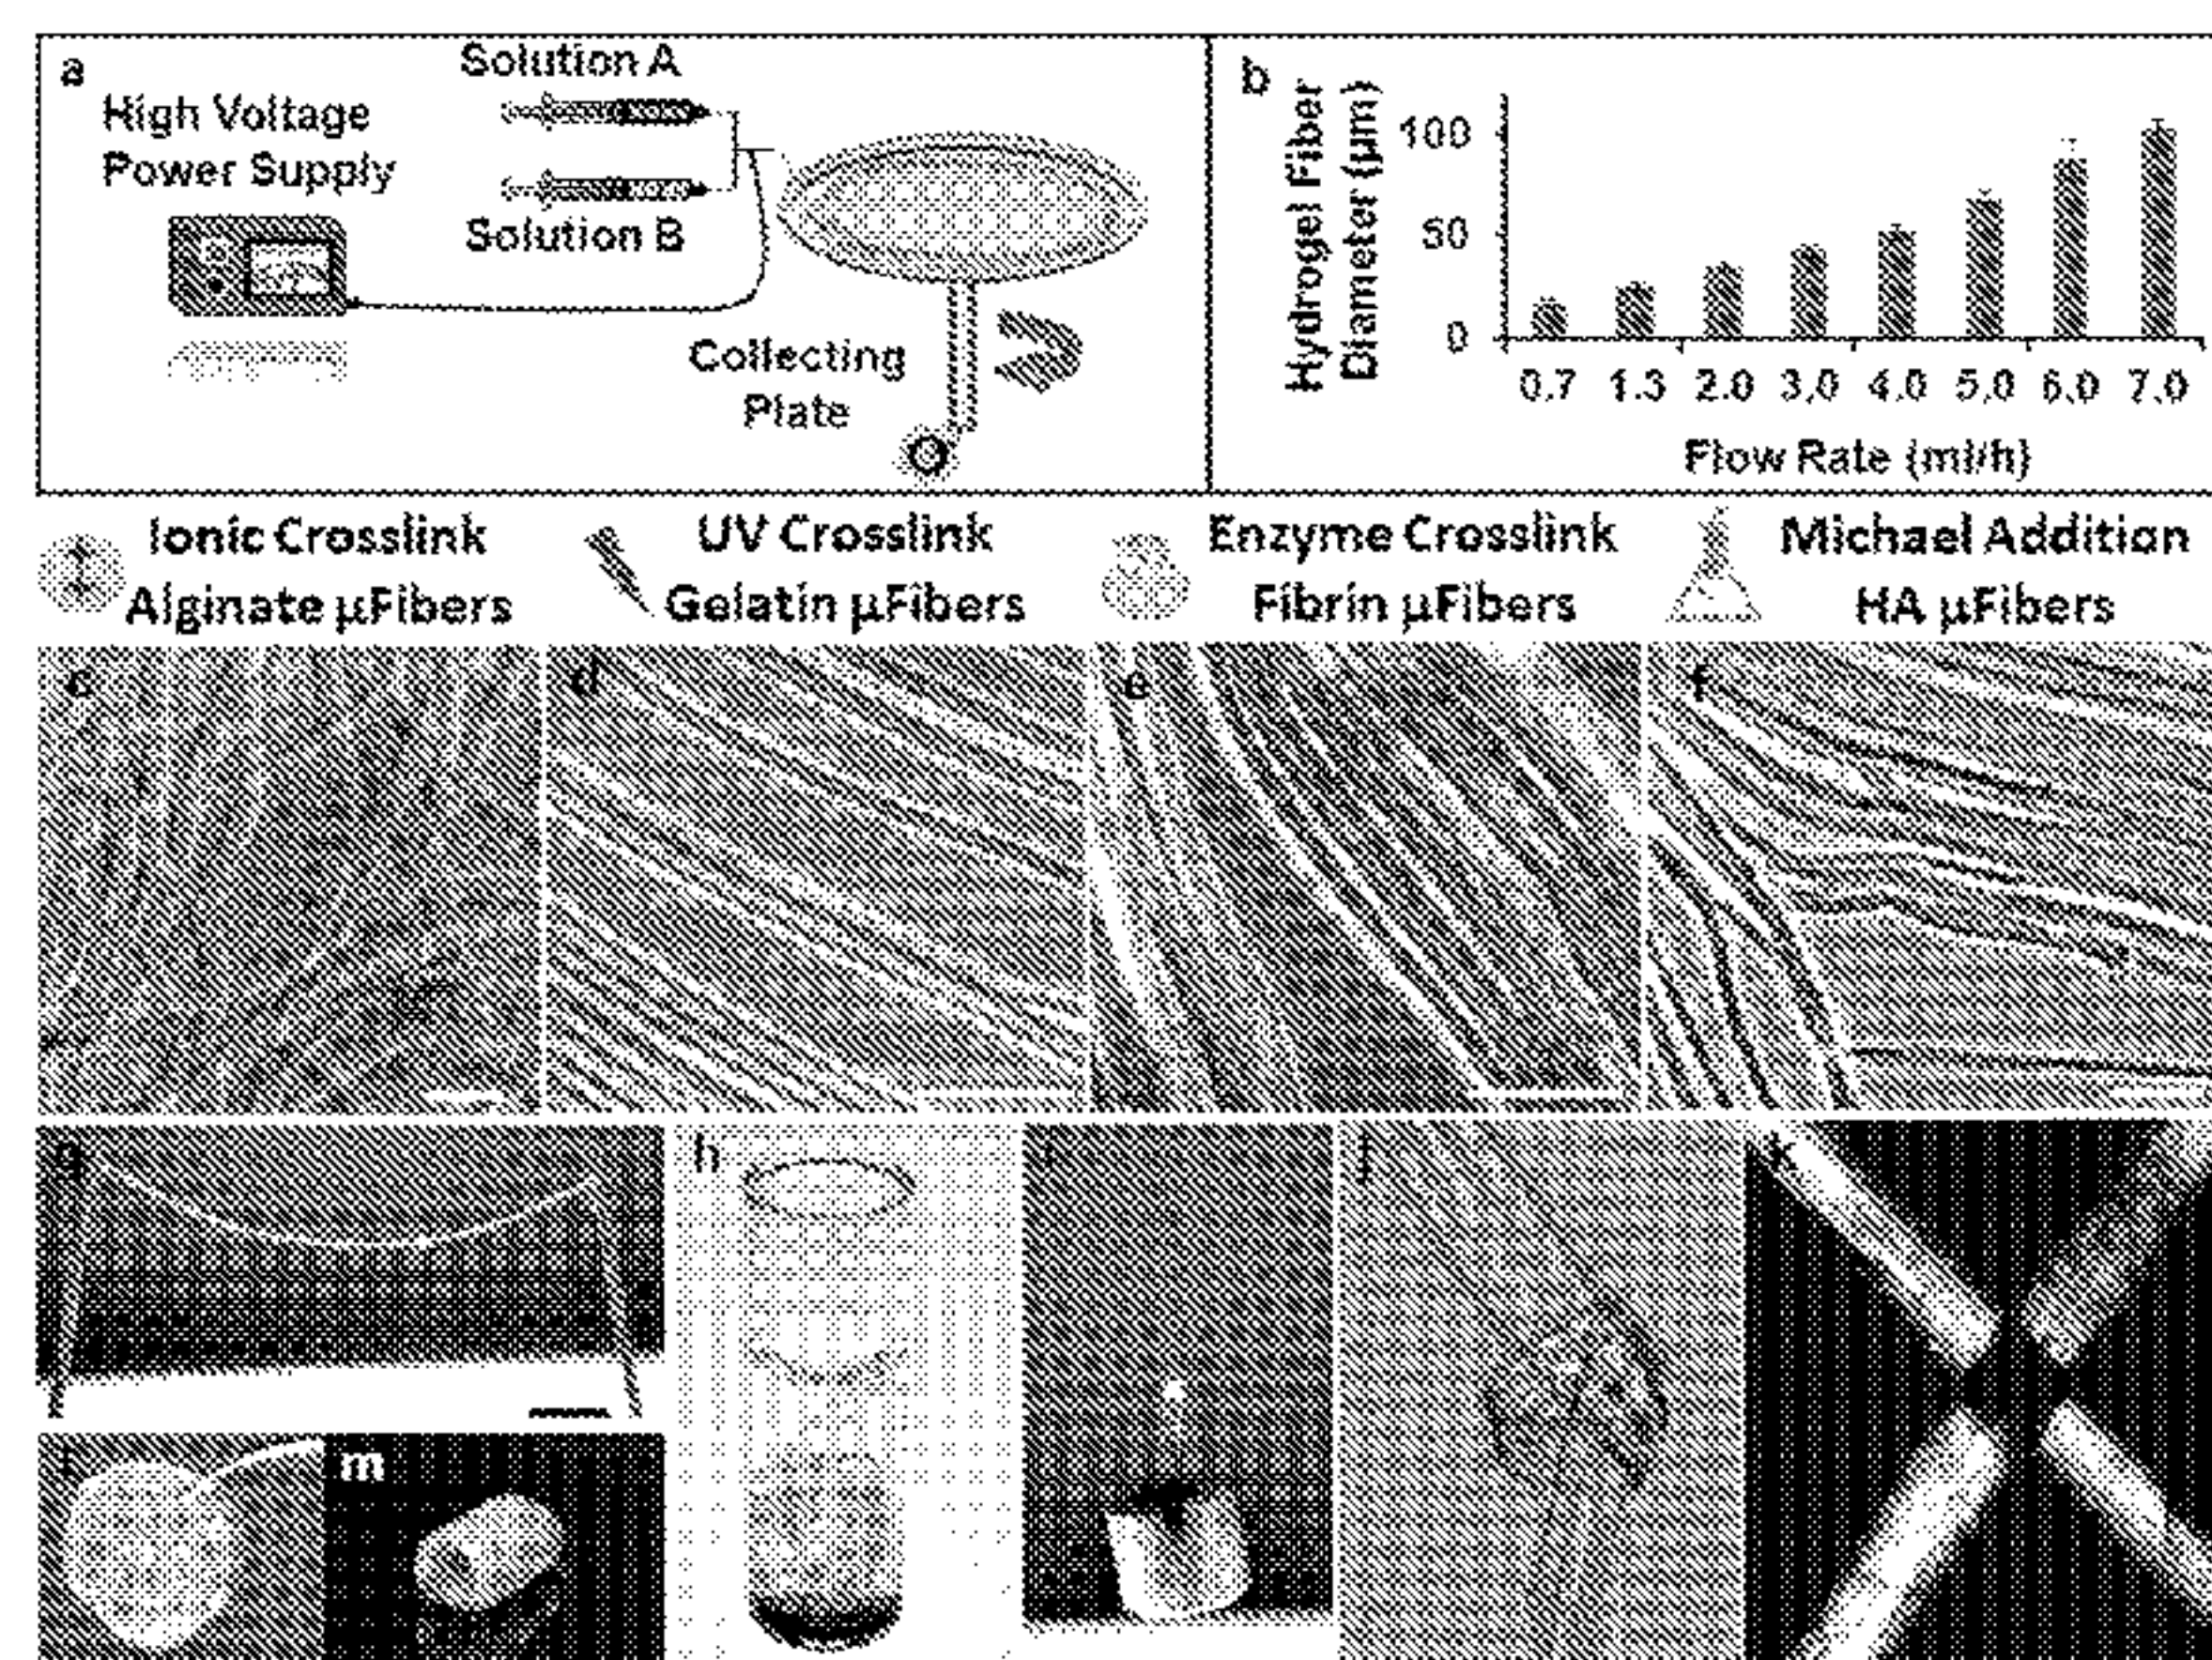 a
Solution A
High Voltage
Power Supply
Solution B
Collecting
Plate
b
Hydrogel Fiber
Diameter (μm)
100
50
0
0.7 1.3 2.0 3.0 4.0 5.0 6.0 7.0
Flow Rate (ml/h)
Ionic Crosslink
Alginate μFibers
UV Crosslink
Gelatin μFibers
Enzyme Crosslink
Fibrin μFibers
Michael Addition
HA μFibers
c
d
e
f
g
h
i
j
k
l
m